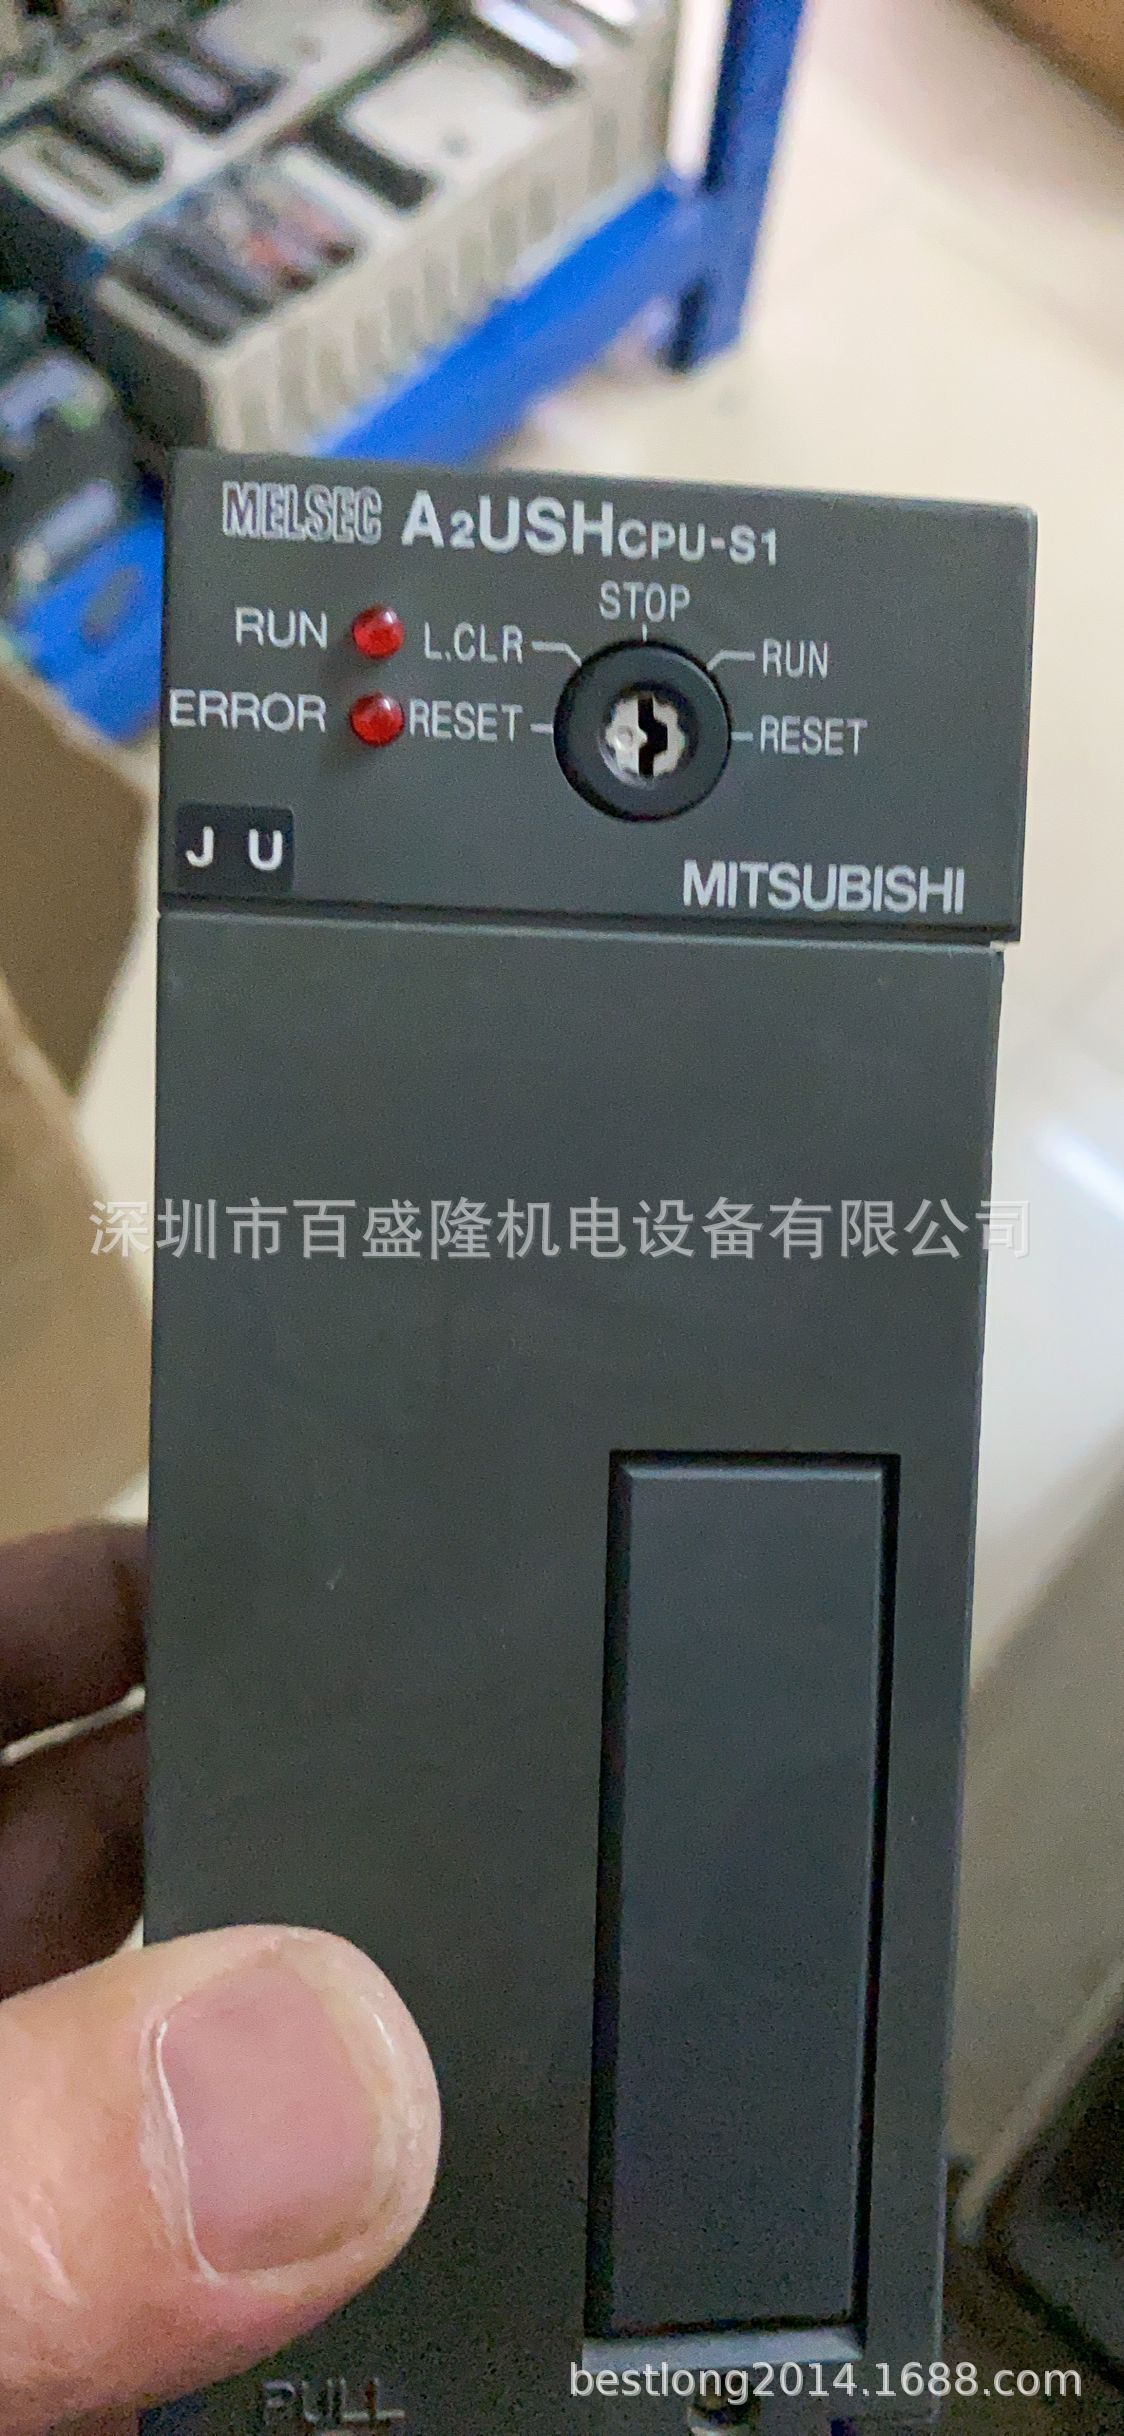 MELSEC A2USHCPU-S1
STOP
RUN L.CLR RUN
ERROR RESET RESET
J U
MITSUBISHI
深圳市百盛隆机电设备有限公司
bestlong2014.1688.com
PULL